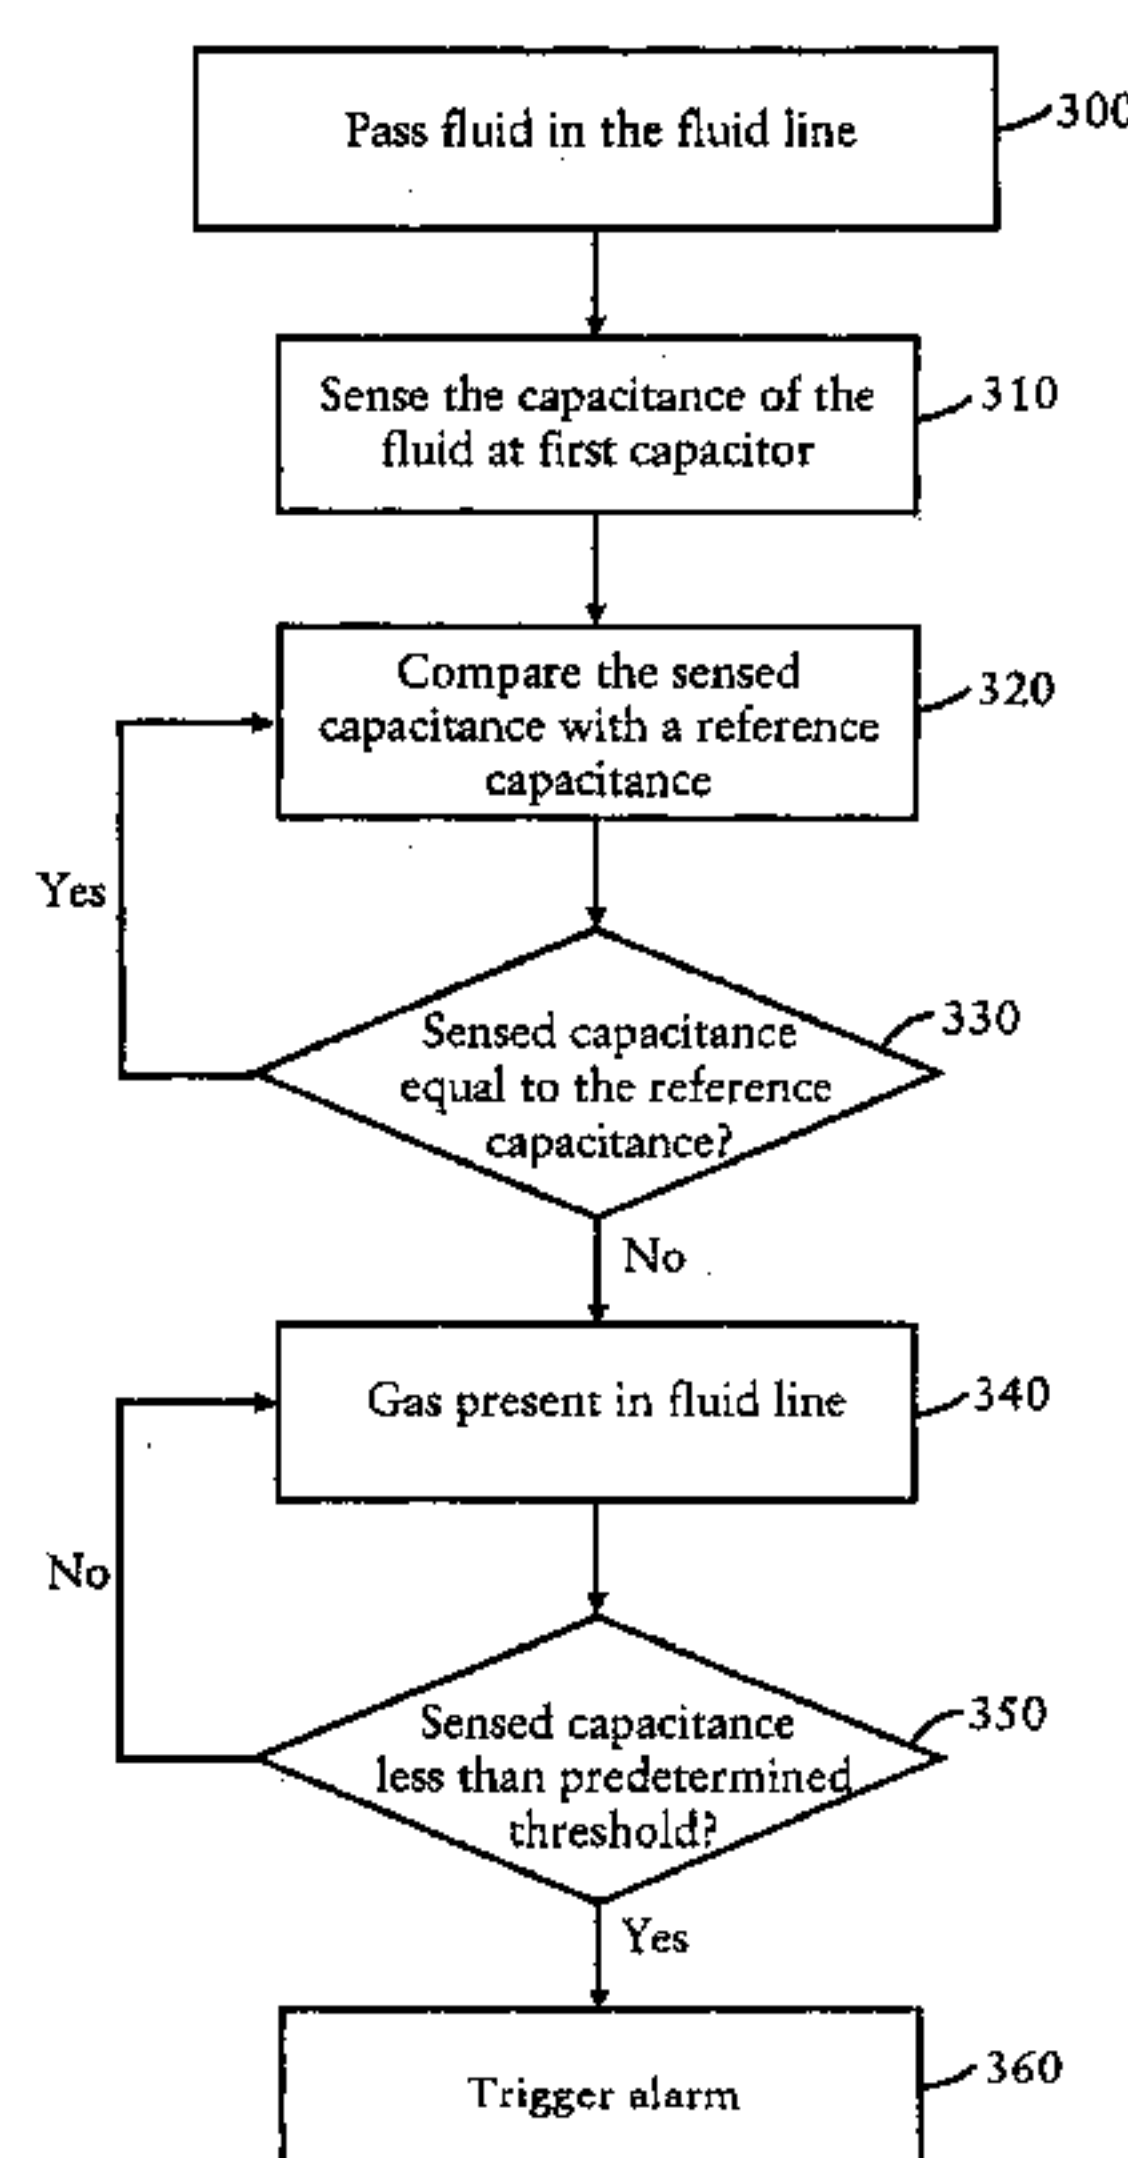 Pass fluid in the fluid line
300
Sense the capacitance of the
fluid at first capacitor
310
Compare the sensed
capacitance with a reference
capacitance
320
Yes
Sensed capacitance
equal to the reference
capacitance?
330
No
Gas present in fluid line
340
No
Sensed capacitance
less than predetermined
threshold?
350
Yes
Trigger alarm
360